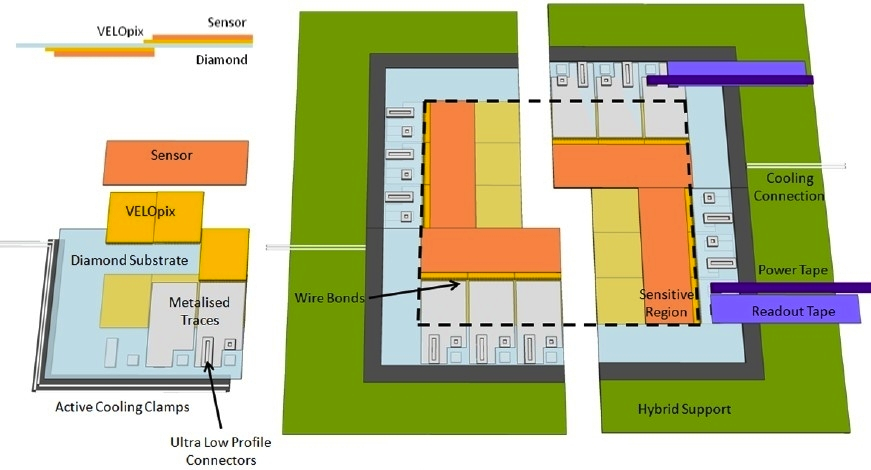 Sensor
VELOpix
Diamond
Sensor
VELOpix
Diamond Substrate
Metalised
Traces
Active Cooling Clamps
Ultra Low Profile
Connectors
Wire Bonds
Cooling
Connection
Power Tape
Sensitive
Region
Readout Tape
Hybrid Support